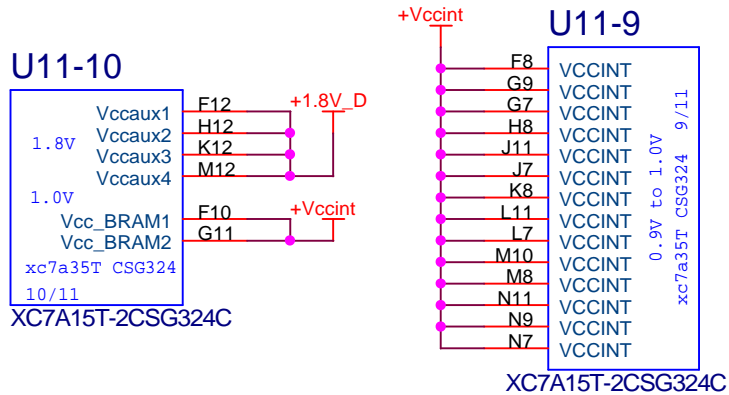 U11-10
F12
Vccaux1
+1.8V_D
H12
Vccaux2
1.8V
K12
Vccaux3
M12
Vccaux4
1.0V
F10
Vcc_BRAM1
+Vccint
G11
Vcc_BRAM2
xc7a35T CSG324
10/11
XC7A15T-2CSG324C
+Vccint
U11-9
F8
VCCINT
G9
VCCINT
G7
VCCINT
H8
VCCINT
J11
VCCINT
J7
VCCINT
K8
VCCINT
L11
VCCINT
L7
VCCINT
M10
VCCINT
M8
VCCINT
N11
VCCINT
N9
VCCINT
N7
VCCINT
0.9V to 1.0V
xc7a35T CSG324 9/11
XC7A15T-2CSG324C